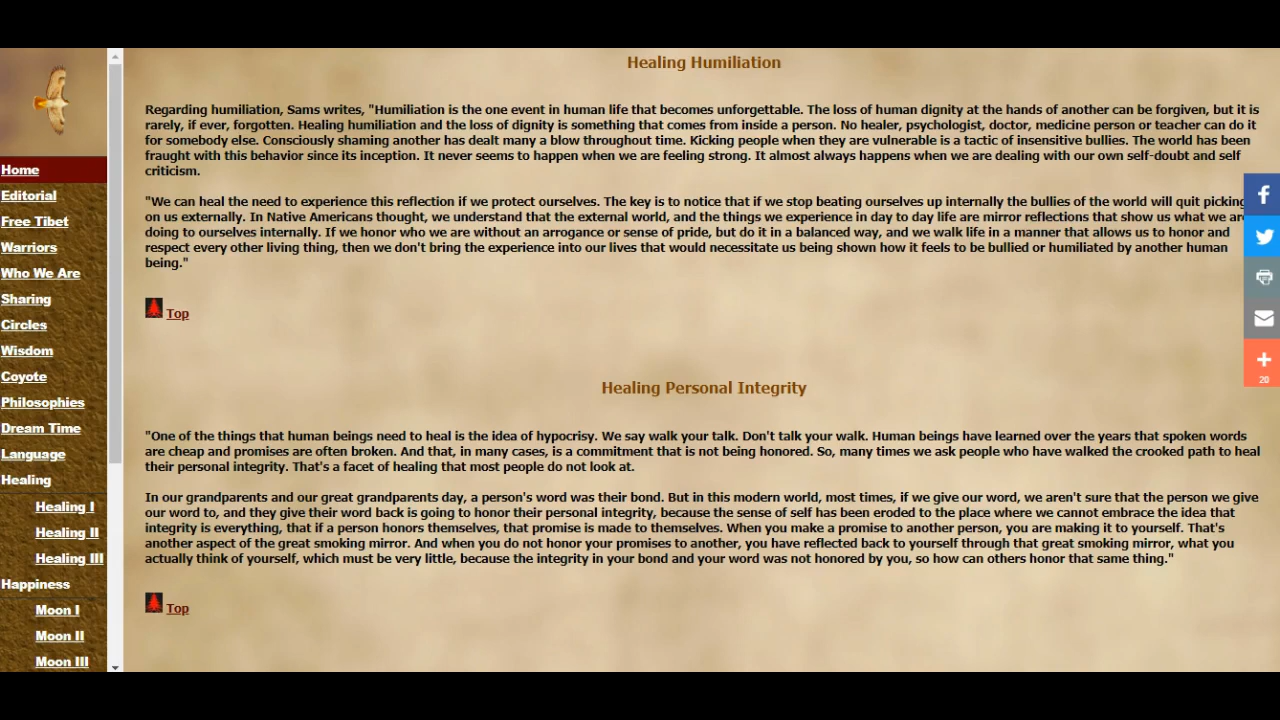 Home
Editorial
Free Tibet
Warriors
Who We Are
Sharing
Circles
Wisdom
Coyote
Philosophies
Dream Time
Language
Healing
Healing I
Healing II
Healing III
Happiness
Moon I
Moon II
Moon III
Healing Humiliation
Regarding humiliation, Sams writes, "Humiliation is the one event in human life that becomes unforgettable. The loss of human dignity at the hands of another can be forgiven, but it is
rarely, if ever, forgotten. Healing humiliation and the loss of dignity is something that comes from inside a person. No healer, psychologist, doctor, medicine person or teacher can do it
for somebody else. Consciously shaming another has dealt many a blow throughout time. Kicking people when they are vulnerable is a tactic of insensitive bullies. The world has been
fraught with this behavior since its inception. It never seems to happen when we are feeling strong. It almost always happens when we are dealing with our own self-doubt and self
criticism.
"We can heal the need to experience this reflection if we protect ourselves. The key is to notice that if we stop beating ourselves up internally the bullies of the world will quit picking
on us externally. In Native Americans thought, we understand that the external world, and the things we experience in day to day life are mirror reflections that show us what we are
doing to ourselves internally. If we honor who we are without an arrogance or sense of pride, but do it in a balanced way, and we walk life in a manner that allows us to honor and
respect every other living thing, then we don't bring the experience into our lives that would necessitate us being shown how it feels to be bullied or humiliated by another human
being."
Top
Healing Personal Integrity
"One of the things that human beings need to heal is the idea of hypocrisy. We say walk your talk. Don't talk your walk. Human beings have learned over the years that spoken words
are cheap and promises are often broken. And that, in many cases, is a commitment that is not being honored. So, many times we ask people who have walked the crooked path to heal
their personal integrity. That's a facet of healing that most people do not look at.
In our grandparents and our great grandparents day, a person's word was their bond. But in this modern world, most times, if we give our word, we aren't sure that the person we give
our word to, and they give their word back is going to honor their personal integrity, because the sense of self has been eroded to the place where we cannot embrace the idea that
integrity is everything, that if a person honors themselves, that promise is made to themselves. When you make a promise to another person, you are making it to yourself. That's
another aspect of the great smoking mirror. And when you do not honor your promises to another, you have reflected back to yourself through that great smoking mirror, what you
actually think of yourself, which must be very little, because the integrity in your bond and your word was not honored by you, so how can others honor that same thing."
Top
20